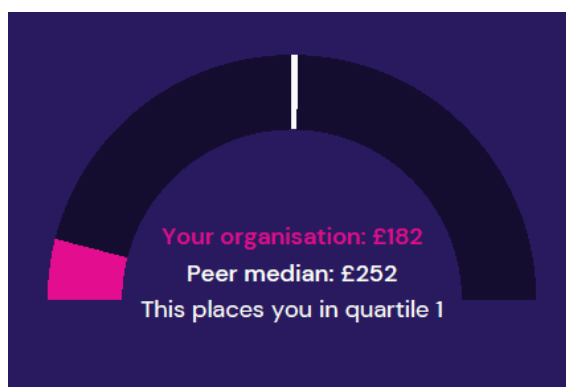 Your organisation: £182
Peer median: £252
This places you in quartile 1